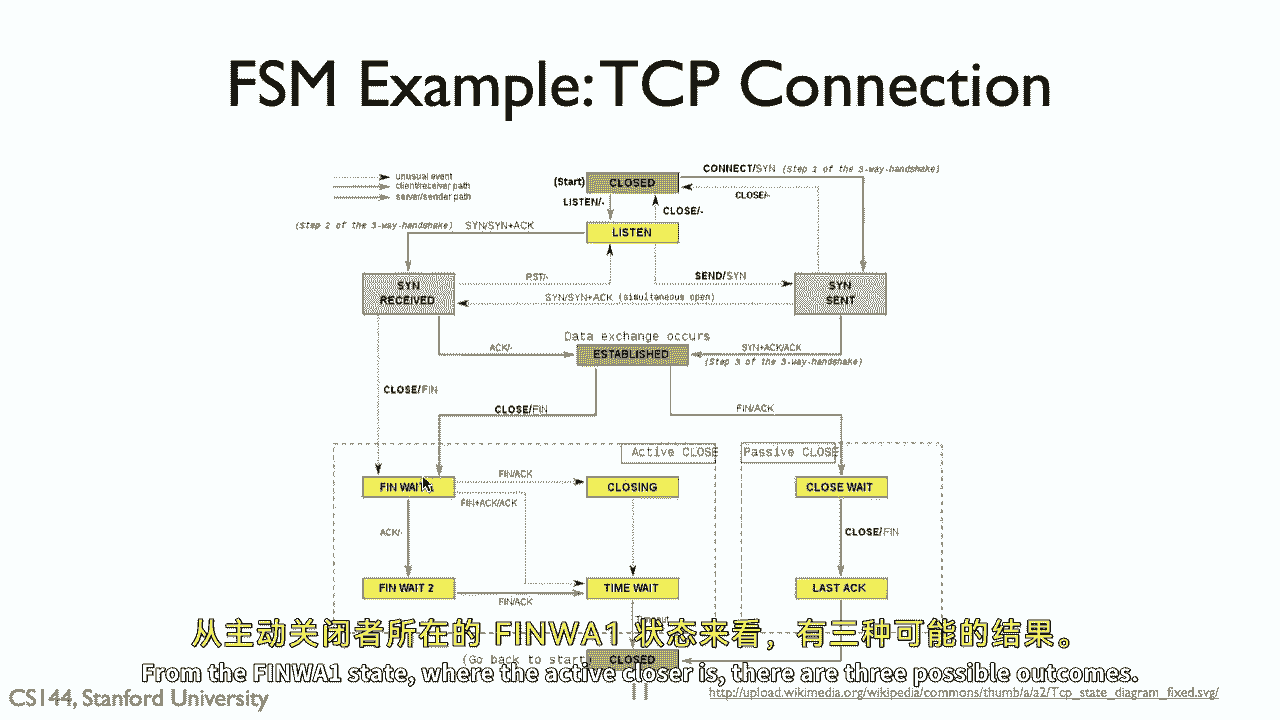 FSM Example: TCP Connection
unusual event
client/receiver path
server/sender path
(Start)
CLOSED
CONNECT/SYN (Step 1 of the 3-way-handshake)
CLOSE/-
LISTEN/-
CLOSE/-
(Step 2 of the 3-way-handshake) SYN/SYN+ACK
LISTEN
RST/-
SEND/SYN
SYN
RECEIVED
SYN
SENT
SYN/SYN+ACK (simultaneous open)
Data exchange occurs
ACK/-
ESTABLISHED
SYN+ACK/ACK
(Step 3 of the 3-way-handshake)
CLOSE/FIN
CLOSE/FIN
FIN/ACK
Active CLOSE
Passive CLOSE
FIN WAIT 1
FIN/ACK
CLOSING
CLOSE WAIT
FIN+ACK/ACK
ACK/-
CLOSE/FIN
FIN WAIT 2
FIN/ACK
TIME WAIT
LAST ACK
从主动关闭者所在的 FINWA1 状态来看，有三种可能的结果。
(Go back to start)
CLOSED
From the FINWA1 state, where the active closer is, there are three possible outcomes.
CS144, Stanford University
http://upload.wikimedia.org/wikipedia/commons/thumb/a/a2/Tcp_state_diagram_fixed.svg/